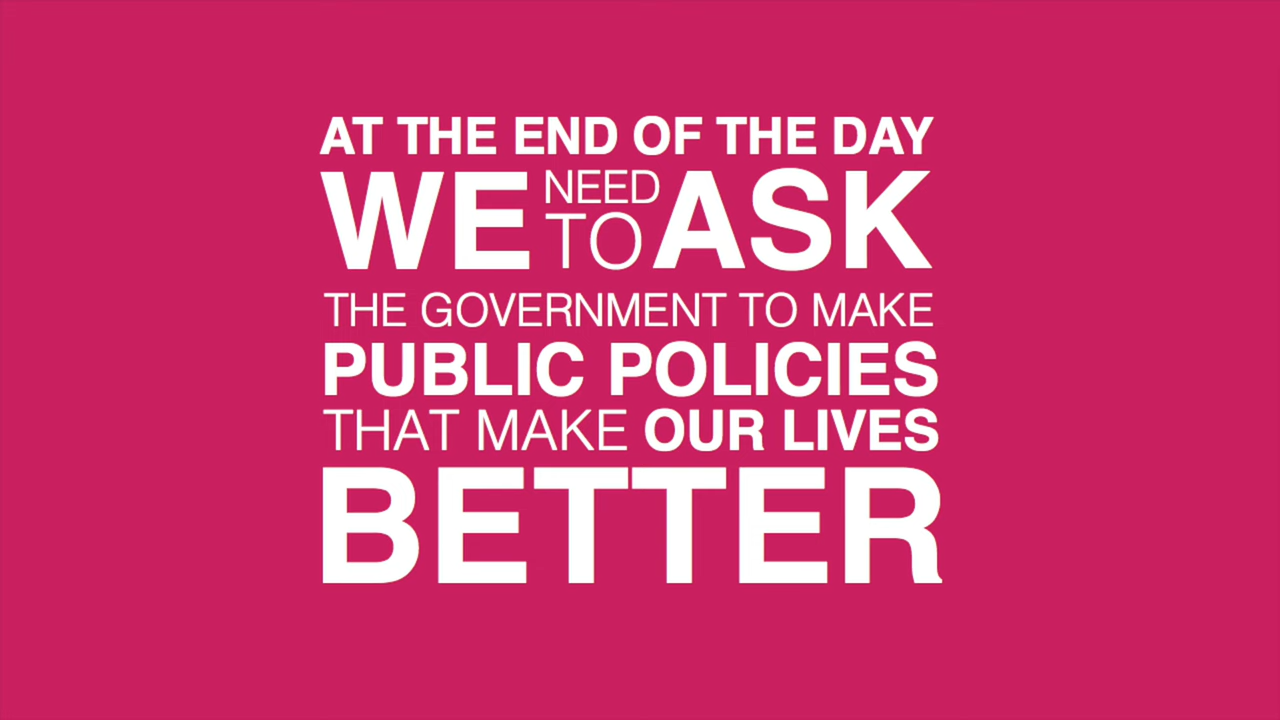 AT THE END OF THE DAY
WE NEED TO ASK
THE GOVERNMENT TO MAKE
PUBLIC POLICIES
THAT MAKE OUR LIVES
BETTER